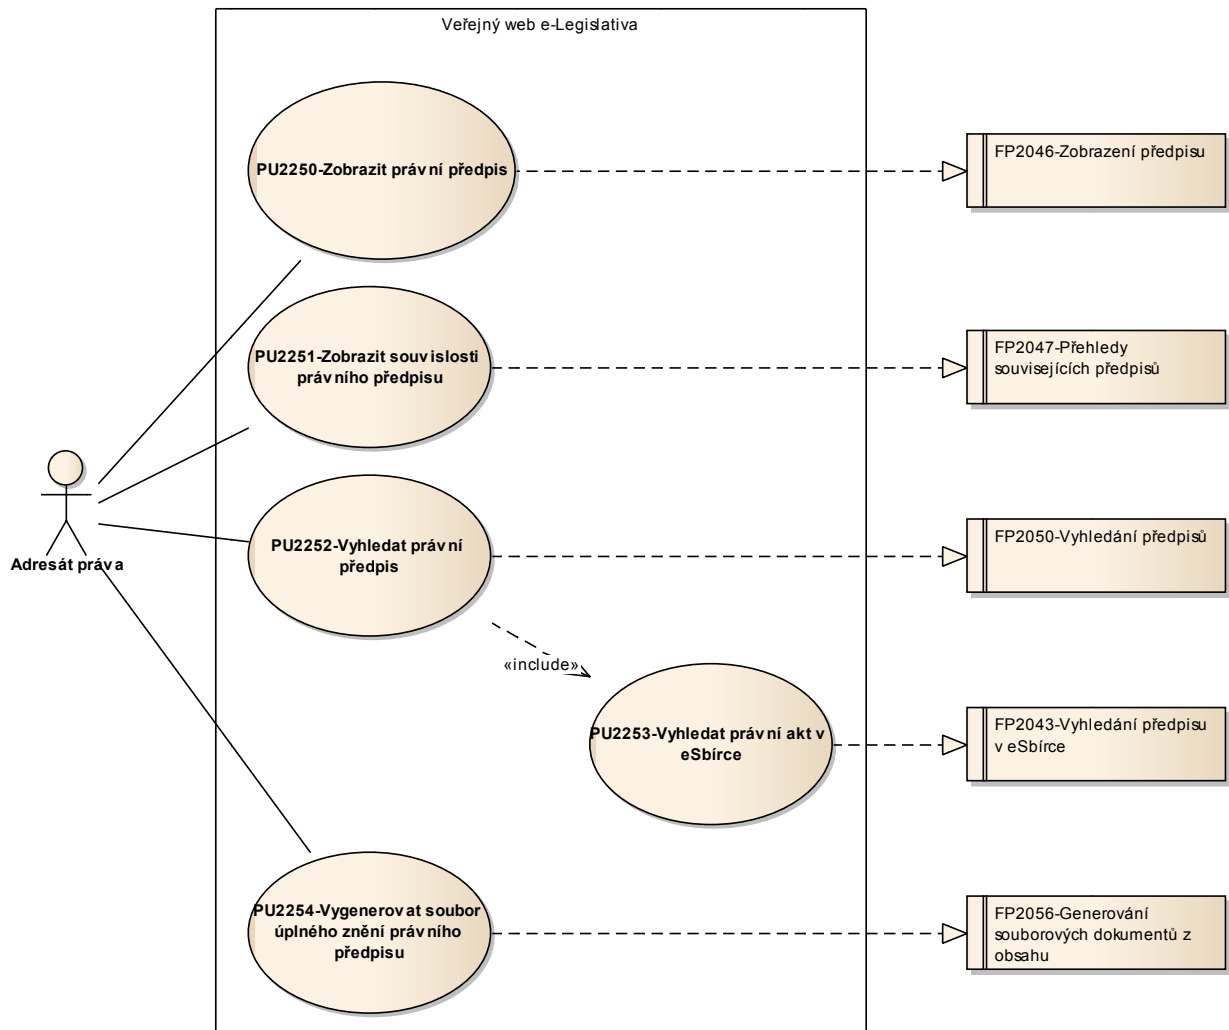 Veřejný web e-Legislativa
PU2250-Zobrazit právní předpis
FP2046-Zobrazení předpisu
PU2251-Zobrazit souvislosti
právního předpisu
FP2047-Přehledy
souvisejících předpisů
Adresát práva
PU2252-Vyhledat právní
předpis
FP2050-Vyhledání předpisů
«include»
PU2253-Vyhledat právní akt v
eSbírce
FP2043-Vyhledání předpisu
v eSbírce
PU2254-Vygenerovat soubor
úplného znění právního
předpisu
FP2056-Generování
souborových dokumentů z
obsahu